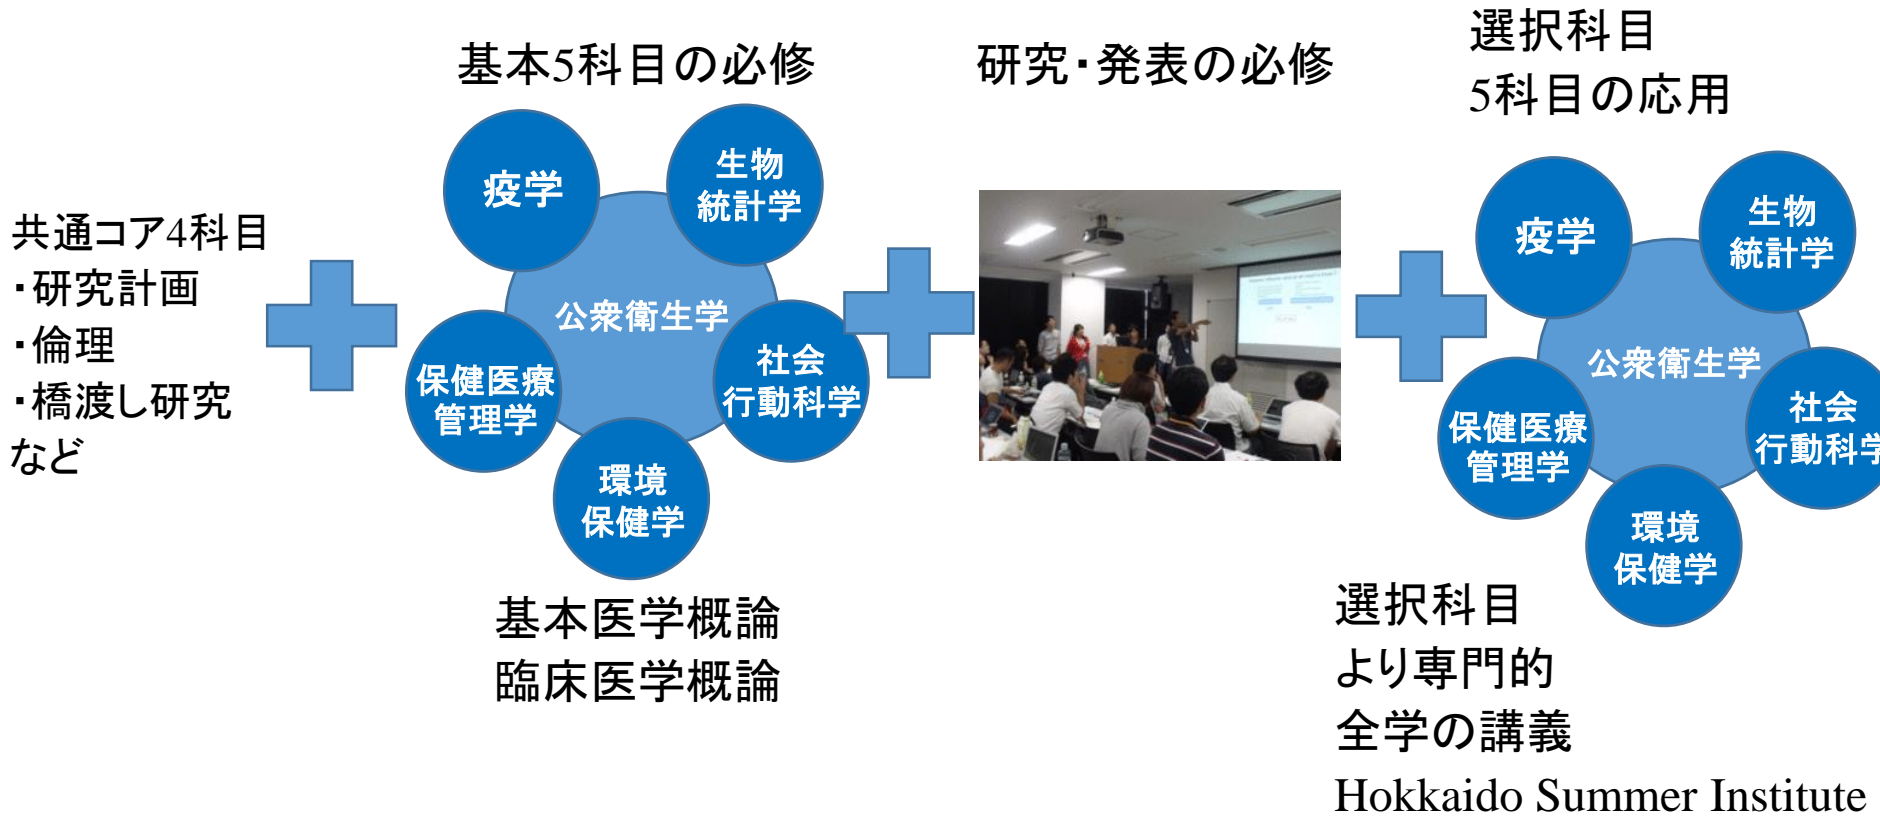 共通コア4科目
・研究計画
・倫理
・橋渡し研究
など
基本5科目の必修
疫学
生物
統計学
公衆衛生学
保健医療
管理学
社会
行動科学
環境
保健学
基本医学概論
臨床医学概論
研究・発表の必修
選択科目
5科目の応用
疫学
生物
統計学
公衆衛生学
保健医療
管理学
社会
行動科学
環境
保健学
選択科目
より専門的
全学の講義
Hokkaido Summer Institute